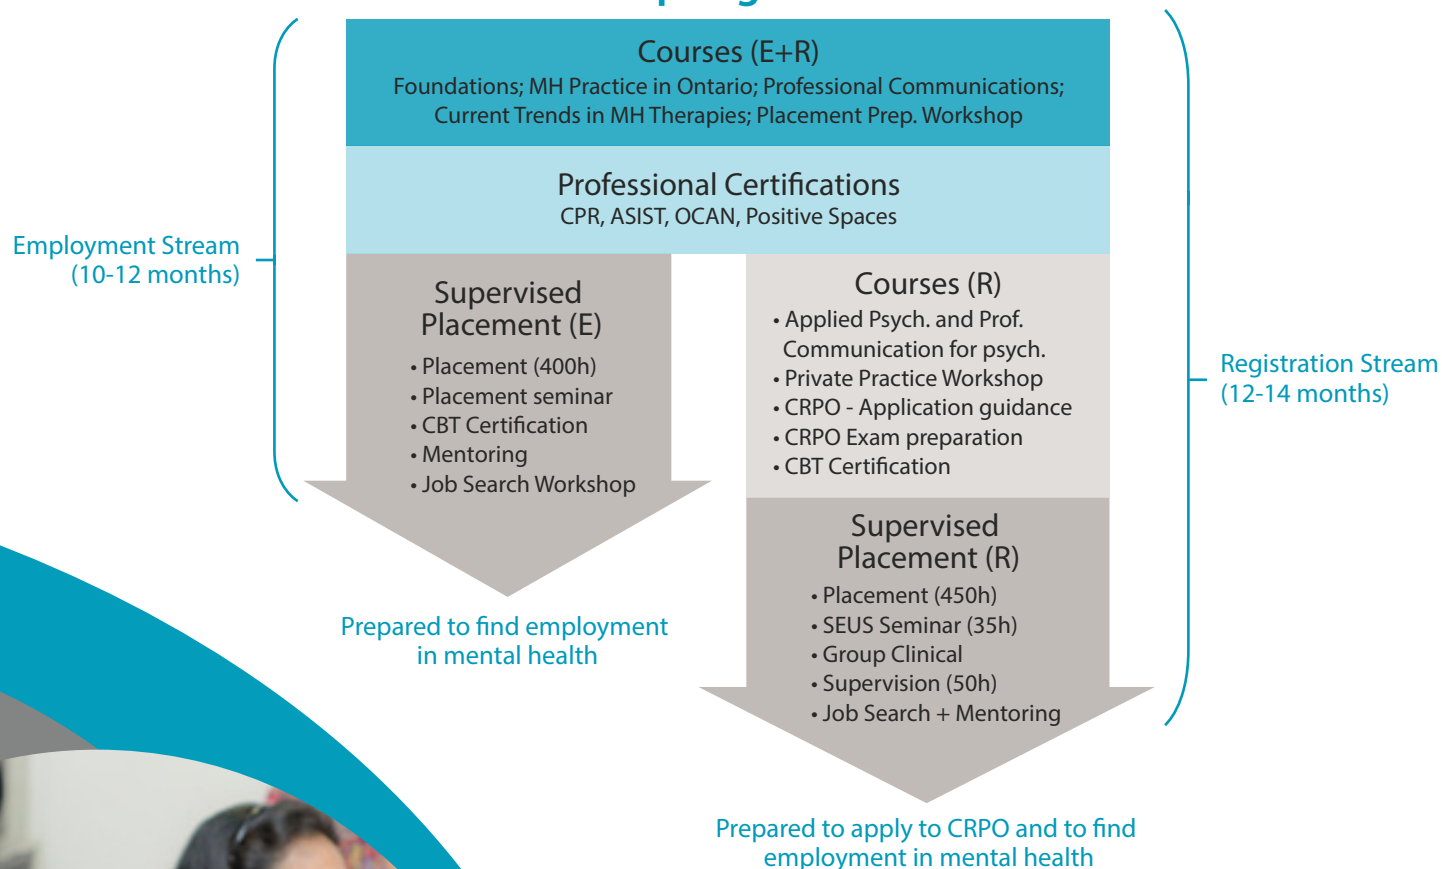 Courses (E+R)
Foundations; MH Practice in Ontario; Professional Communications;
Current Trends in MH Therapies; Placement Prep. Workshop
Professional Certifications
CPR, ASIST, OCAN, Positive Spaces
Employment Stream
(10-12 months)
Supervised
Placement (E)
• Placement (400h)
• Placement seminar
• CBT Certification
• Mentoring
• Job Search Workshop
Prepared to find employment
in mental health
Courses (R)
• Applied Psych. and Prof.
Communication for psych.
• Private Practice Workshop
• CRPO - Application guidance
• CRPO Exam preparation
• CBT Certification
Registration Stream
(12-14 months)
Supervised
Placement (R)
• Placement (450h)
• SEUS Seminar (35h)
• Group Clinical
• Supervision (50h)
• Job Search + Mentoring
Prepared to apply to CRPO and to find
employment in mental health